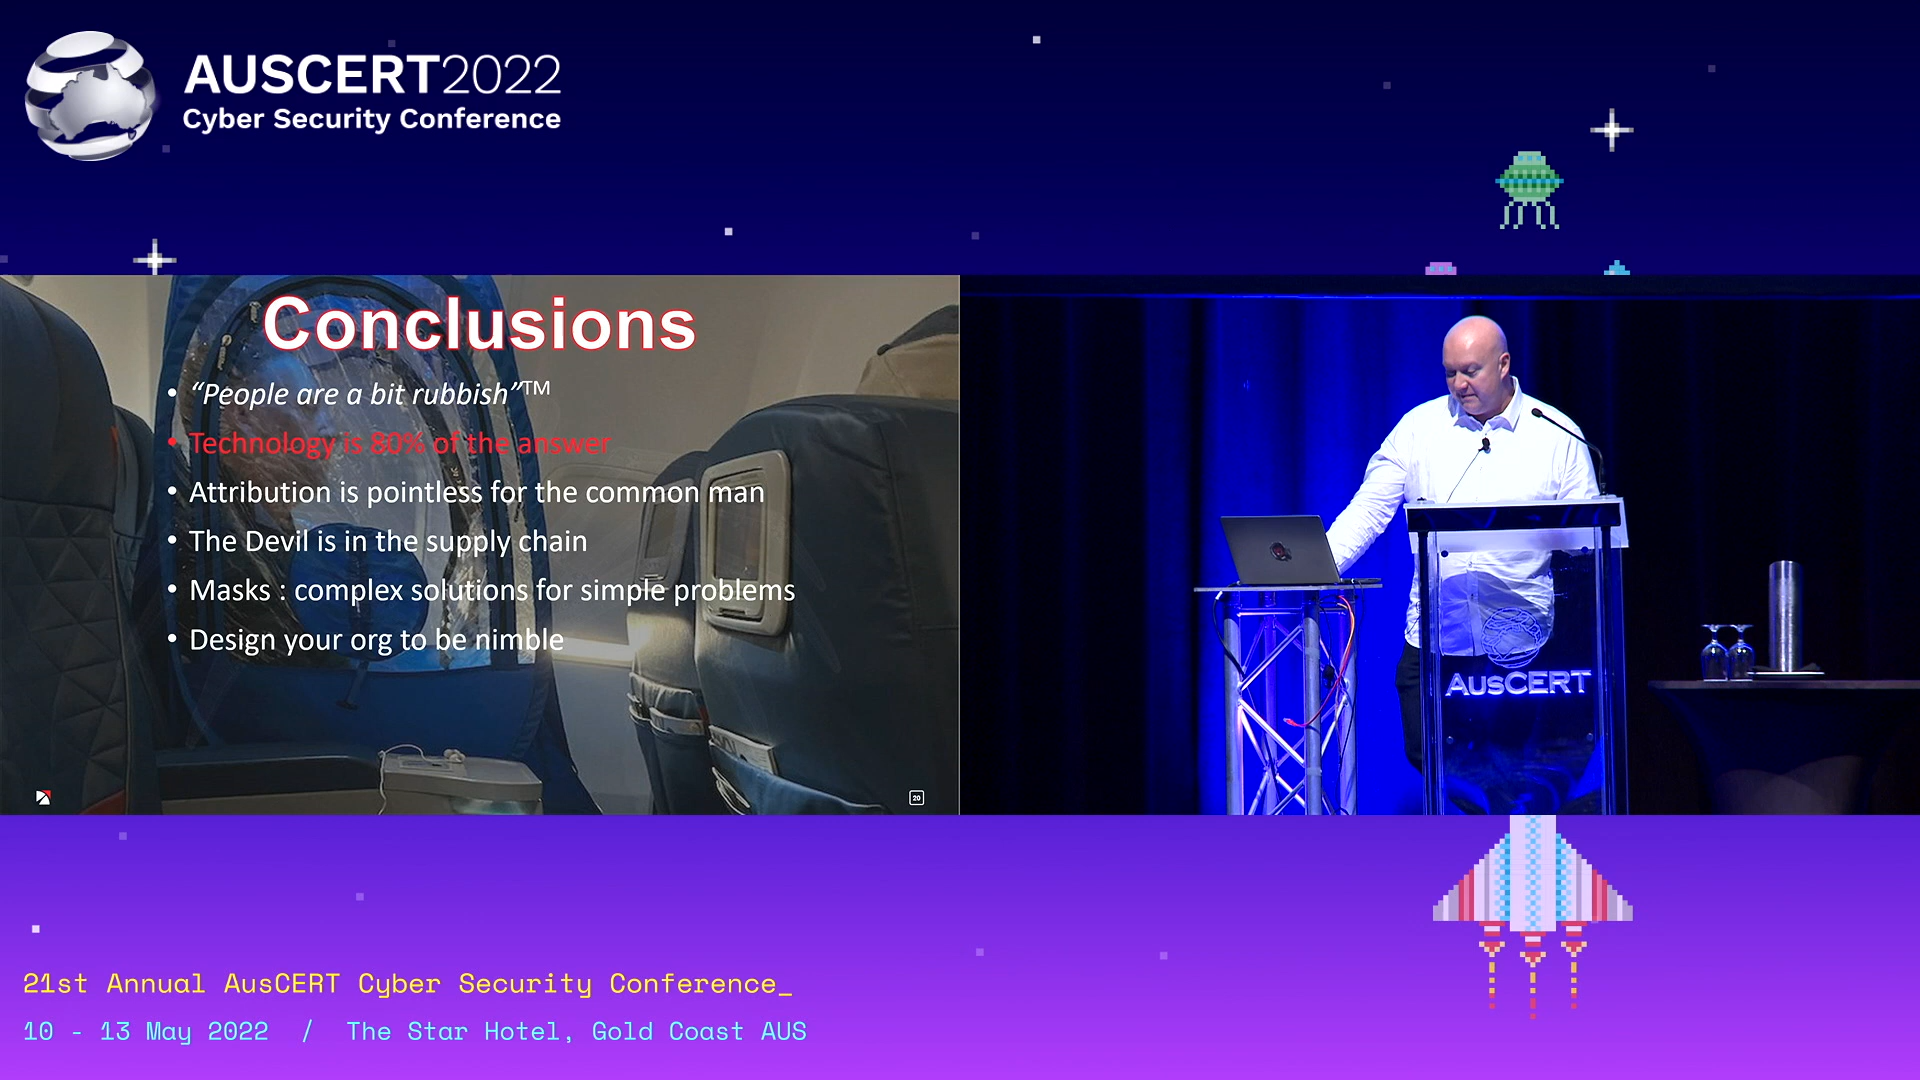 AUSCERT2022
Cyber Security Conference
Conclusions
• “People are a bit rubbish”™
• Technology is 80% of the answer
• Attribution is pointless for the common man
• The Devil is in the supply chain
• Masks : complex solutions for simple problems
• Design your org to be nimble
20
AUSCERT
21st Annual AusCERT Cyber Security Conference_
10 - 13 May 2022 / The Star Hotel, Gold Coast AUS